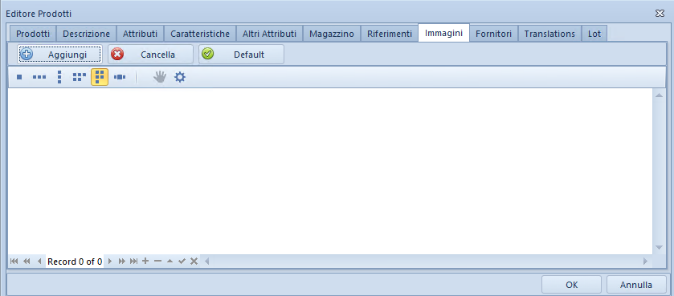 Editore Prodotti
Prodotti Descrizione Attributi Caratteristiche Altri Attributi Magazzino Riferimenti Immagini Fornitori Translations Lot
Aggiungi Cancella Default
Record 0 of 0
OK Annulla